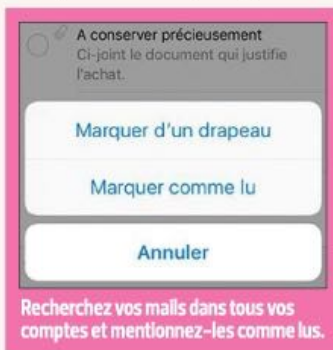 A conserver précieusement
Ci-joint le document qui justifie
l'achat.
Marquer d'un drapeau
Marquer comme lu
Annuler
Recherchez vos mails dans tous vos
comptes et mentionnez-les comme lus.